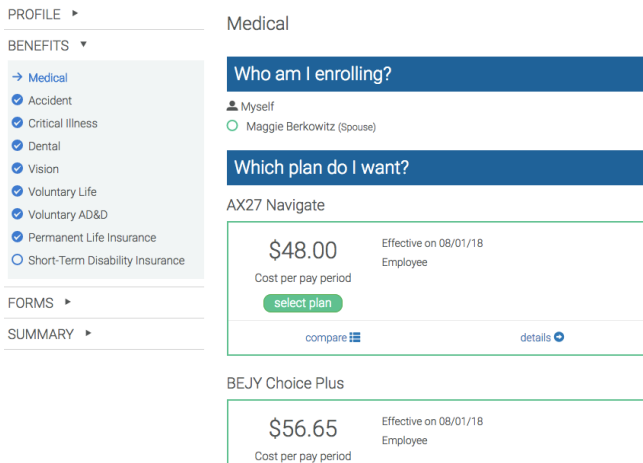 PROFILE
BENEFITS
Medical
Accident
Critical Illness
Dental
Vision
Voluntary Life
Voluntary AD&D
Permanent Life Insurance
Short-Term Disability Insurance
FORMS
SUMMARY
Medical
Who am I enrolling?
Myself
Maggie Berkowitz (Spouse)
Which plan do I want?
AX27 Navigate
$48.00
Cost per pay period
select plan
Effective on 08/01/18
Employee
compare
details
BEJY Choice Plus
$56.65
Cost per pay period
Effective on 08/01/18
Employee